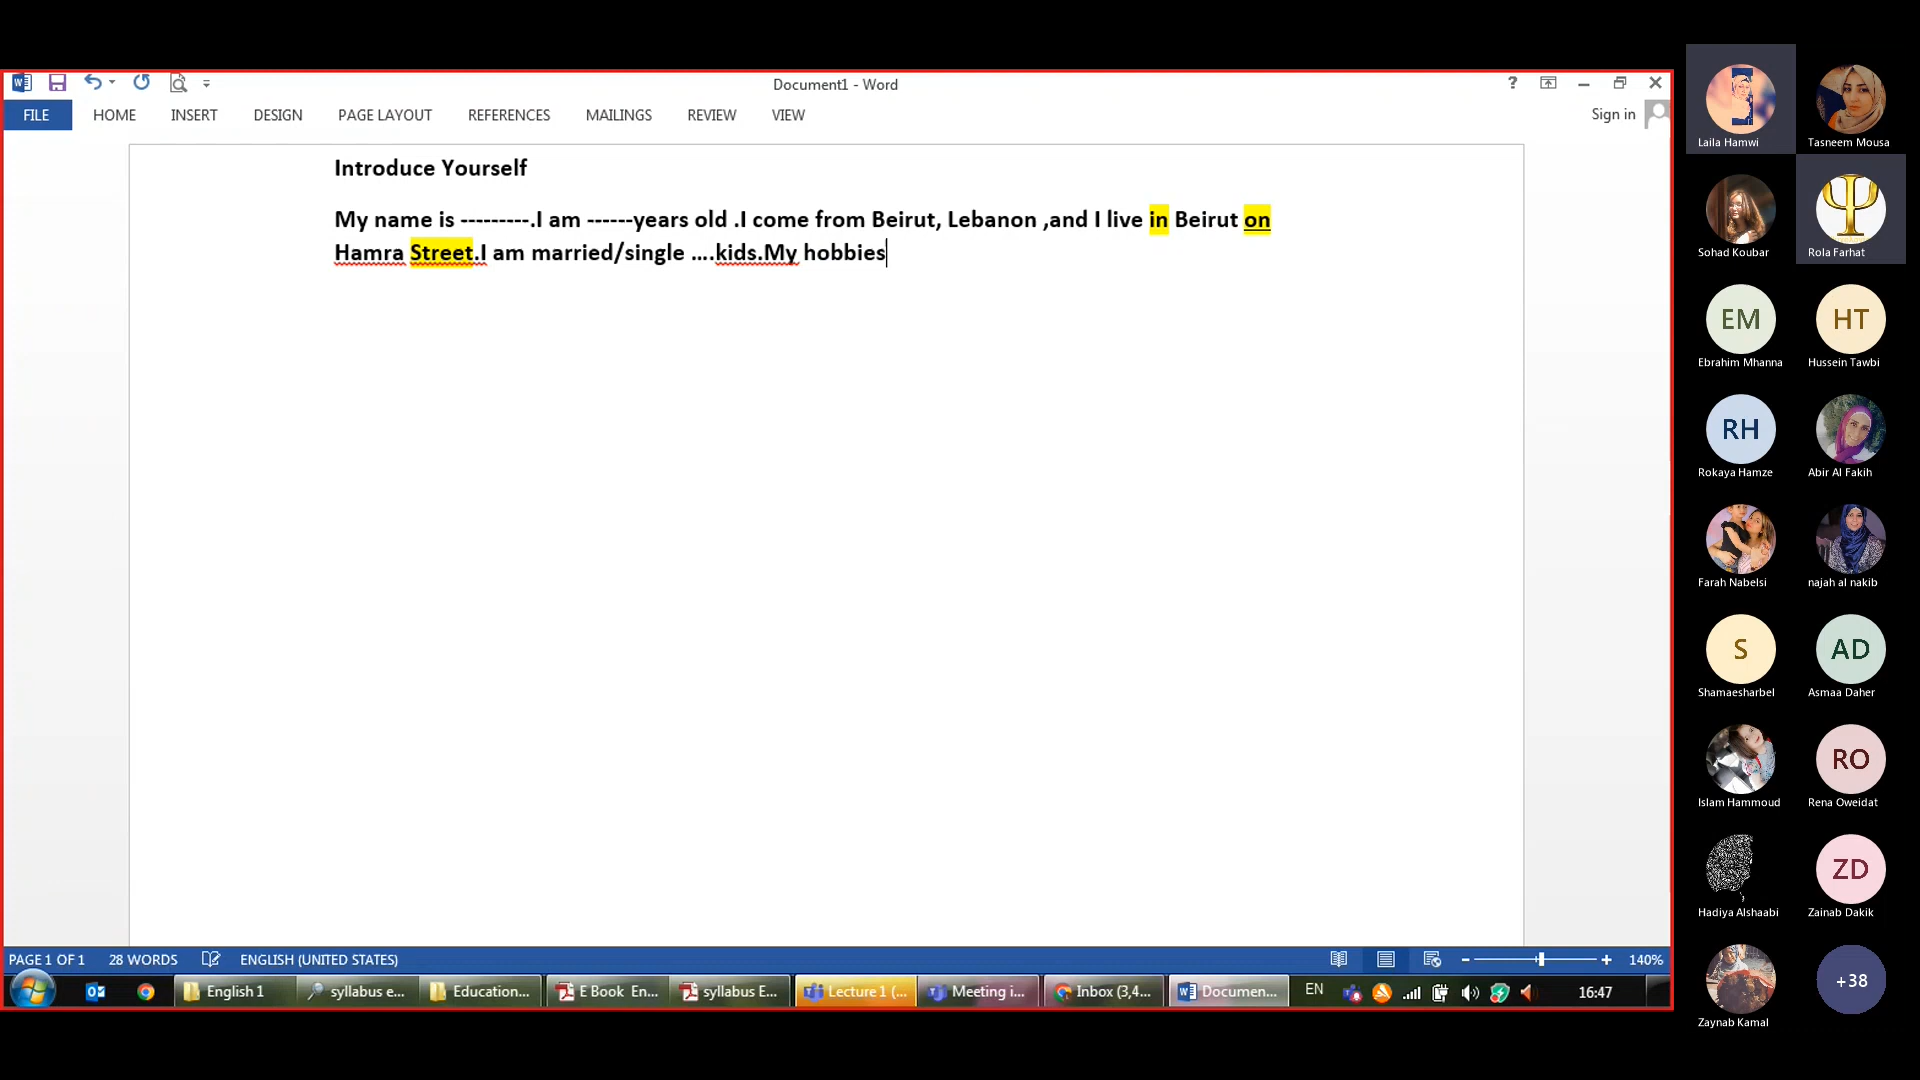 Document1 - Word
FILE HOME INSERT DESIGN PAGE LAYOUT REFERENCES MAILINGS REVIEW VIEW Sign in
Introduce Yourself
My name is ---------.I am ------years old .I come from Beirut, Lebanon ,and I live in Beirut on
Hamra Street.I am married/single ….kids.My hobbies
PAGE 1 OF 1 28 WORDS ENGLISH (UNITED STATES) 140%
English 1 syllabus e... Education... E Book En... syllabus E... Lecture 1 (... Meeting i... Inbox (3,4... Documen... EN 16:47
Laila Hamwi Tasneem Mousa
Sohad Koubar Rola Farhat
EM HT
Ebrahim Mhanna Hussein Tawbi
RH
Rokaya Hamze Abir Al Fakih
Farah Nabelsi najah al nakib
S AD
Shamaesharbel Asmaa Daher
RO
Islam Hammoud Rena Oweidat
ZD
Hadiya Alshaabi Zainab Dakik
+38
Zaynab Kamal